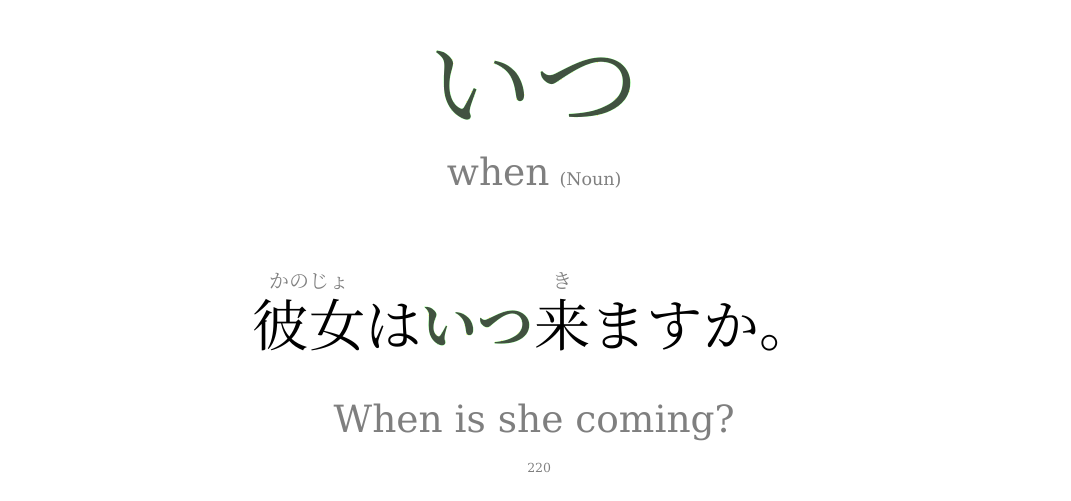 いつ
when (Noun)
かのじょ き
彼女はいつ来ますか。
When is she coming?
220